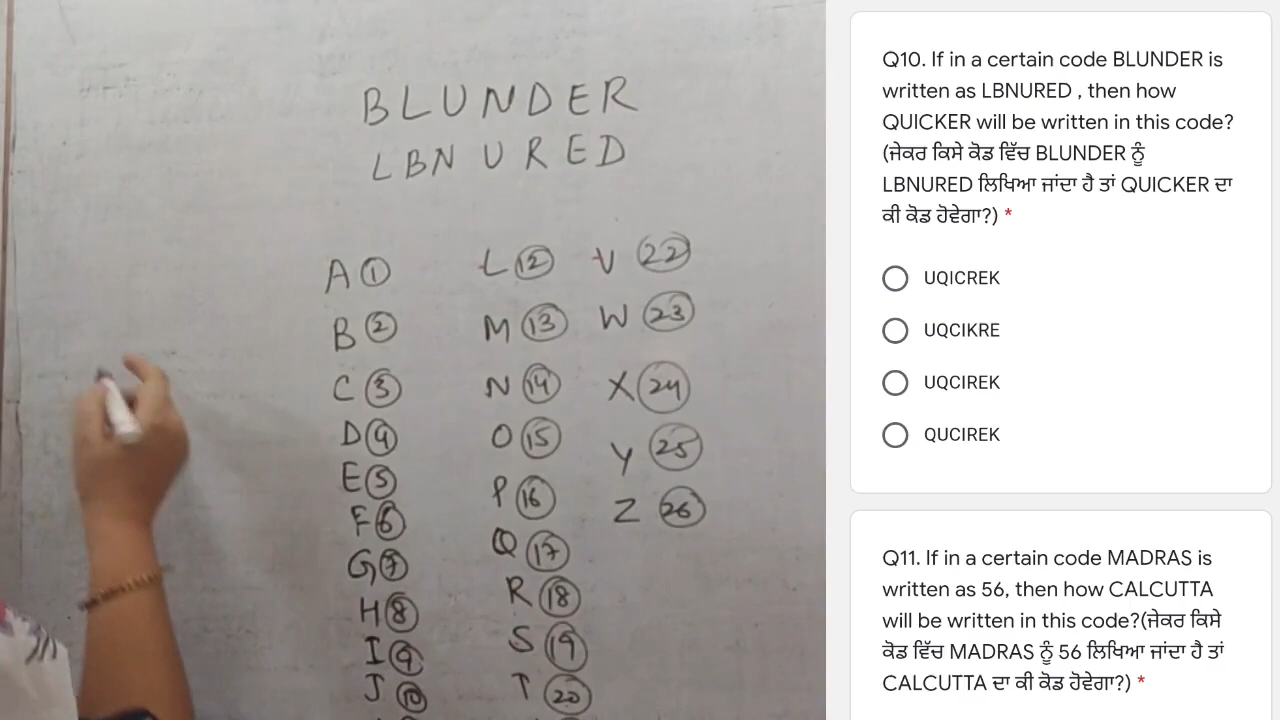 BLUNDER
LBNURED
A 1
B 2
C 3
D 4
E 5
F 6
G 7
H 8
I 9
J 10
L 12
M 13
N 14
O 15
P 16
Q 17
R 18
S 19
T 20
V 22
W 23
X 24
Y 25
Z 26
Q10. If in a certain code BLUNDER is
written as LBNURED , then how
QUICKER will be written in this code?
(ਜੇਕਰ ਕਿਸੇ ਕੋਡ ਵਿੱਚ BLUNDER ਨੂੰ
LBNURED ਲਿਖਿਆ ਜਾਂਦਾ ਹੈ ਤਾਂ QUICKER ਦਾ
ਕੀ ਕੋਡ ਹੋਵੇਗਾ?) *
UQICREK
UQCIKRE
UQCIREK
QUCIREK
Q11. If in a certain code MADRAS is
written as 56, then how CALCUTTA
will be written in this code?(ਜੇਕਰ ਕਿਸੇ
ਕੋਡ ਵਿੱਚ MADRAS ਨੂੰ 56 ਲਿਖਿਆ ਜਾਂਦਾ ਹੈ ਤਾਂ
CALCUTTA ਦਾ ਕੀ ਕੋਡ ਹੋਵੇਗਾ?) *